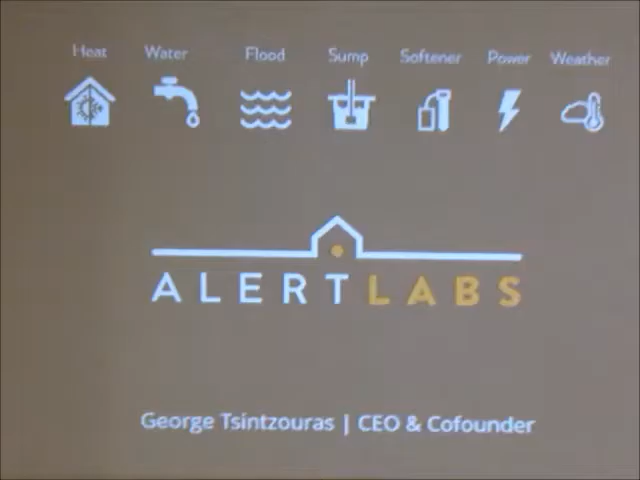 Heat Water Flood Sump Softener Power Weather
ALERTLABS
George Tsintzouras | CEO & Cofounder